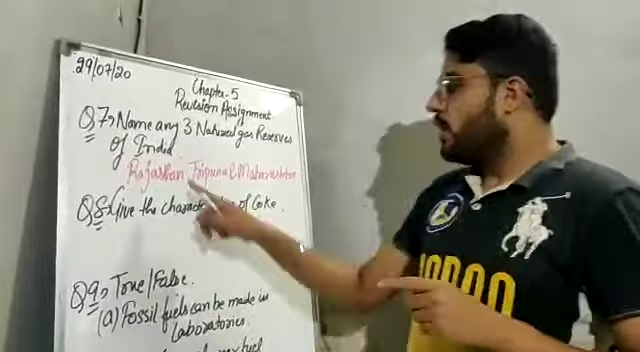 29/07/20
Chapter-5
Revision Assignment
Q7> Name any 3 Natural gas Reserves
of India
Rajasthan Tripura & Maharashtra
Q8> Give the of Coke.
Q9> True/False.
(a) Fossil fuels can be made in
Laboratories.
fuel